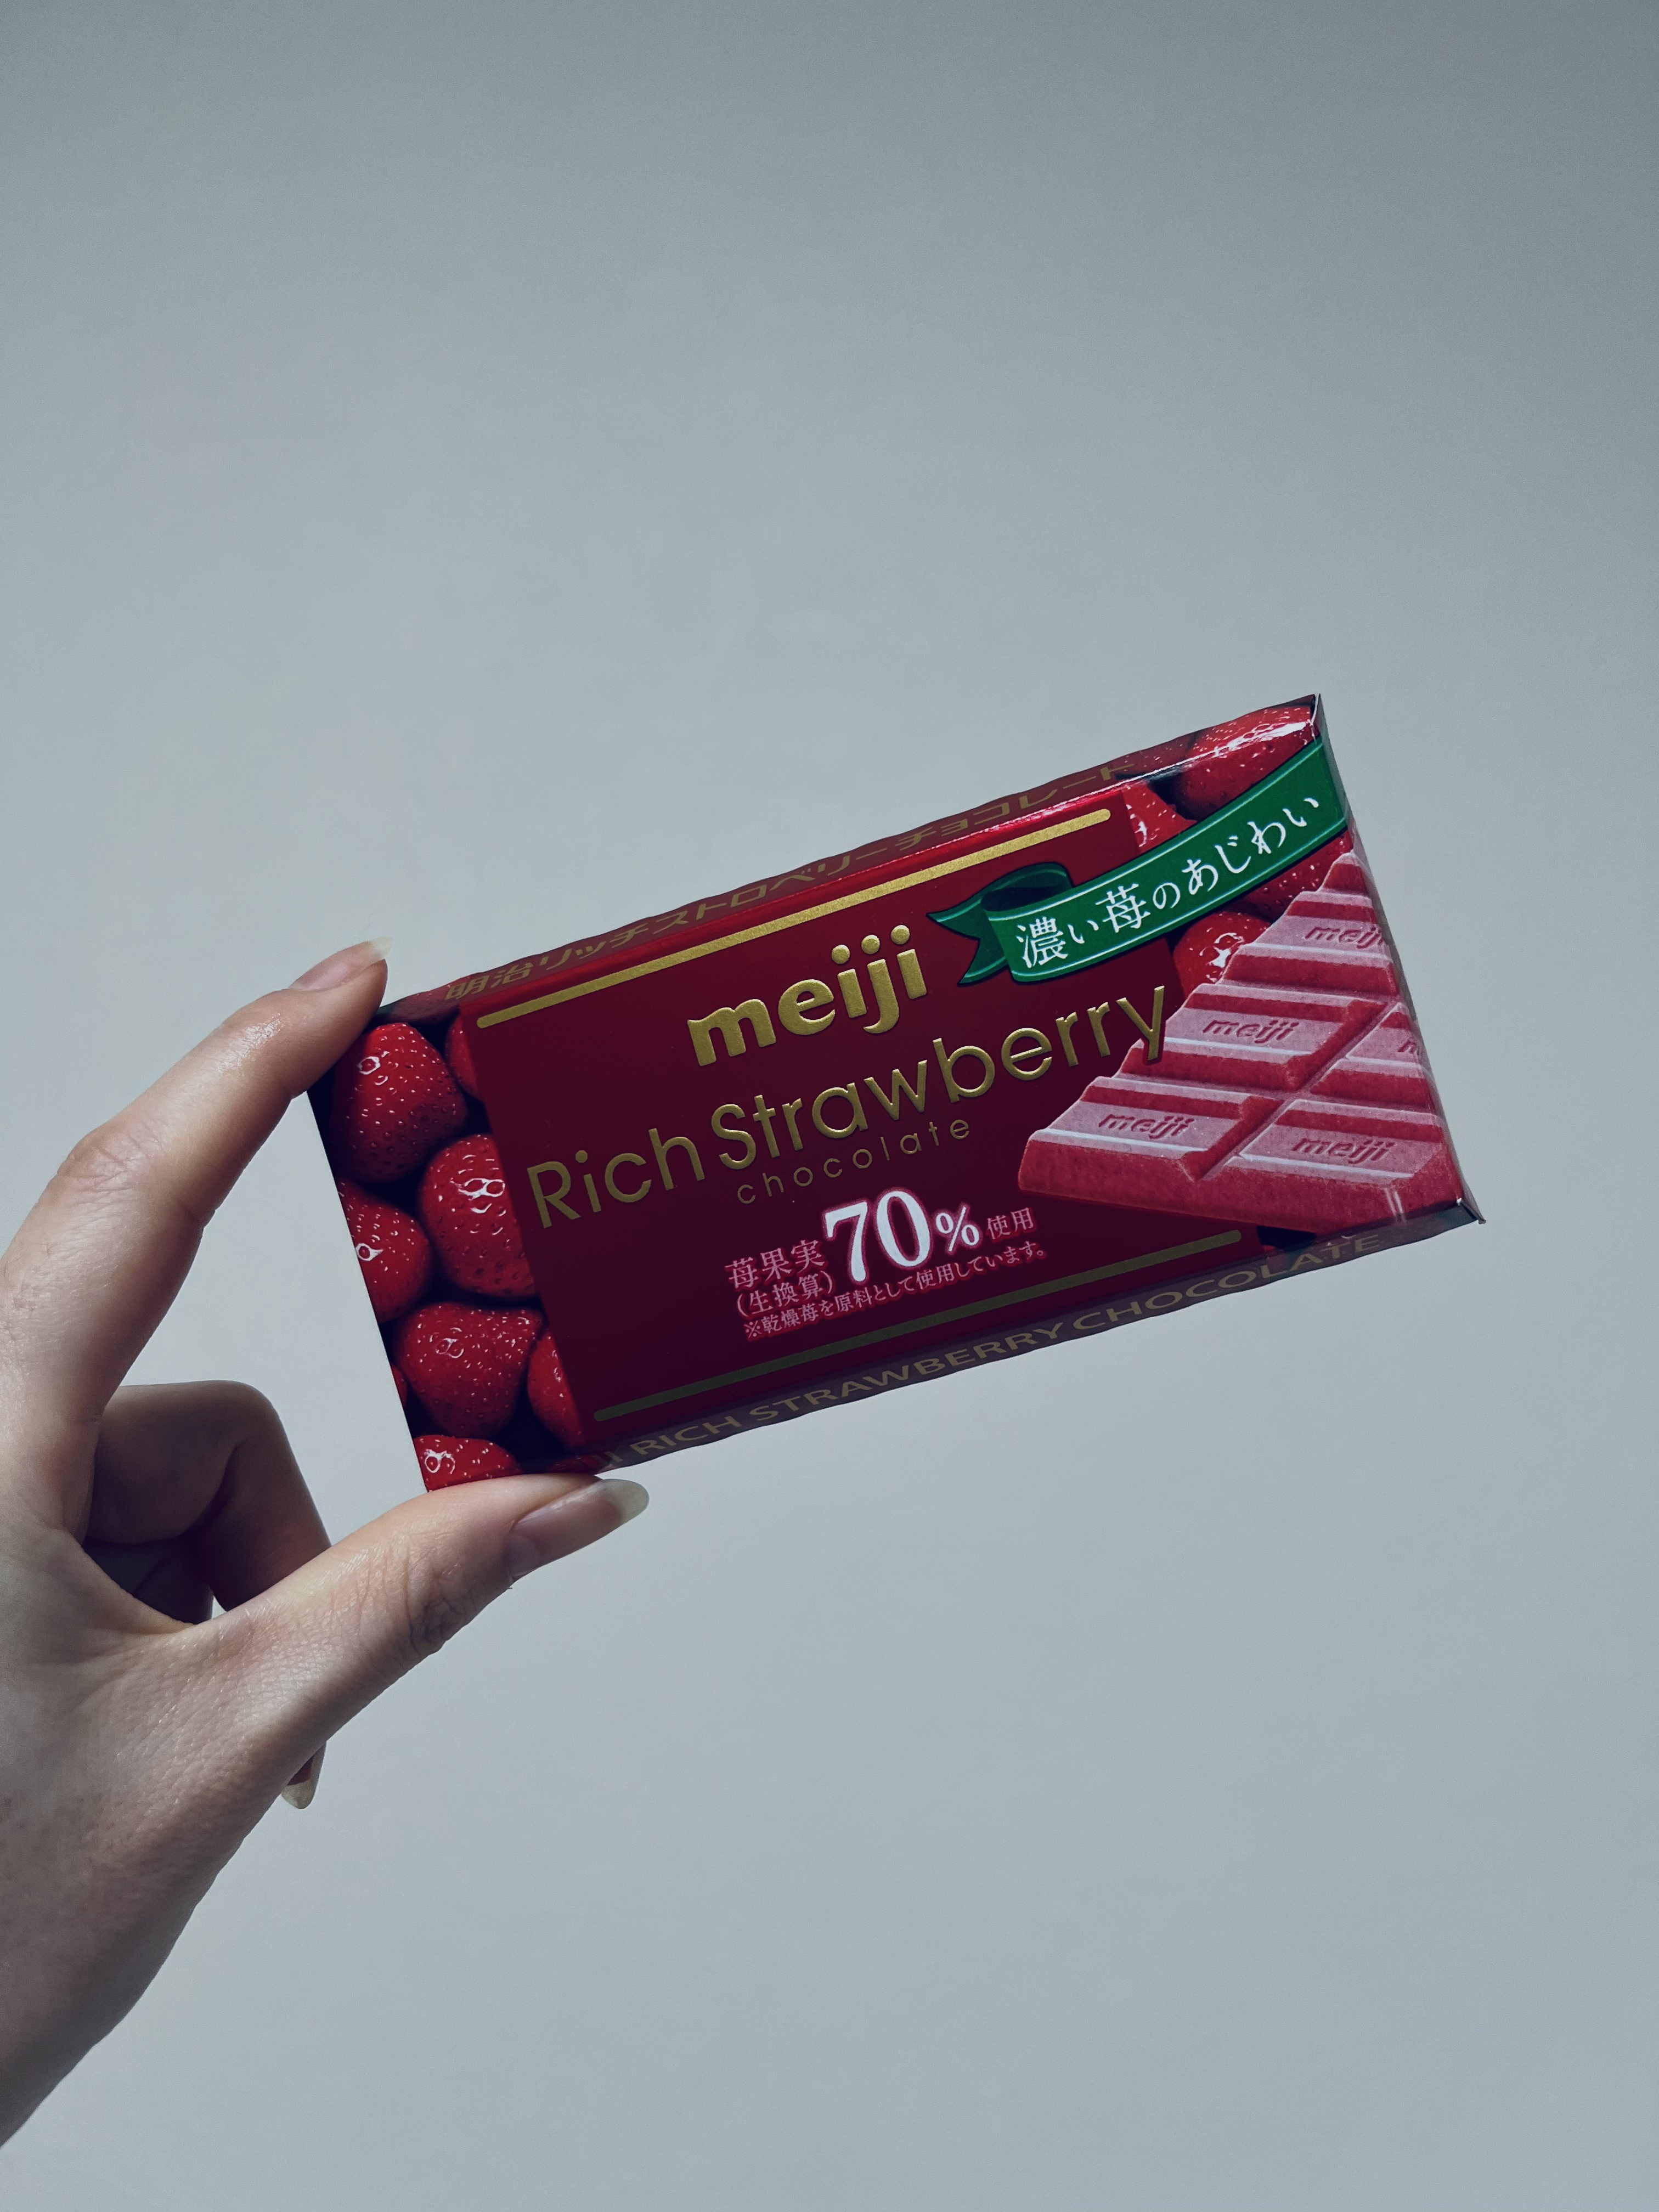 明治リッチストロベリーチョコレート
濃い苺のあじわい
meiji
Rich Strawberry
chocolate
苺果実70%使用
(生換算)
※乾燥苺を原料として使用しています。
meiji
meiji
meiji
meiji
RICH STRAWBERRY CHOCOLATE